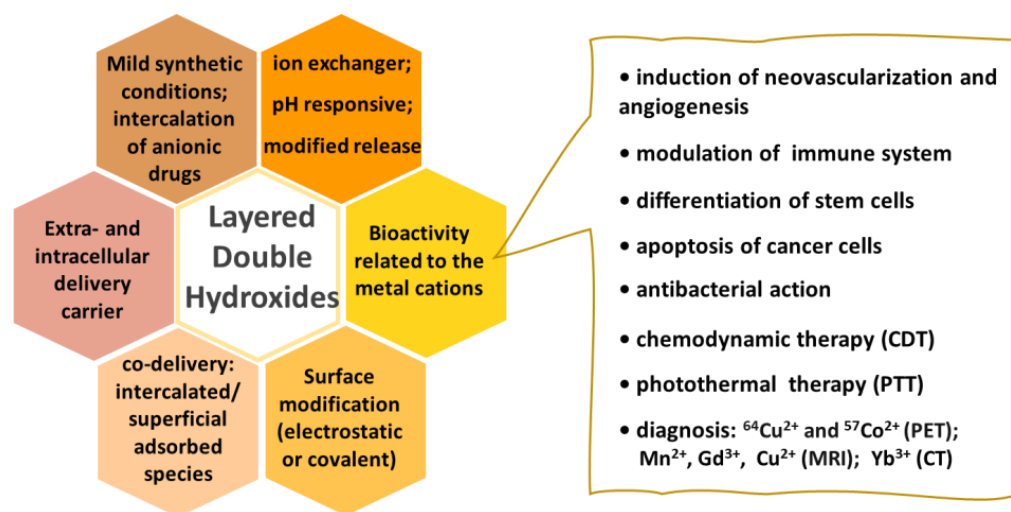 Mild synthetic
conditions;
intercalation
of anionic
drugs
ion exchanger;
pH responsive;
modified release
Extra- and
intracellular
delivery
carrier
Layered
Double
Hydroxides
Bioactivity
related to the
metal cations
co-delivery:
intercalated/
superficial
adsorbed
species
Surface
modification
(electrostatic
or covalent)
• induction of neovascularization and
angiogenesis
• modulation of immune system
• differentiation of stem cells
• apoptosis of cancer cells
• antibacterial action
• chemodynamic therapy (CDT)
• photothermal therapy (PTT)
• diagnosis: ⁶⁴Cu²⁺ and ⁵⁷Co²⁺ (PET);
Mn²⁺, Gd³⁺, Cu²⁺ (MRI); Yb³⁺ (CT)